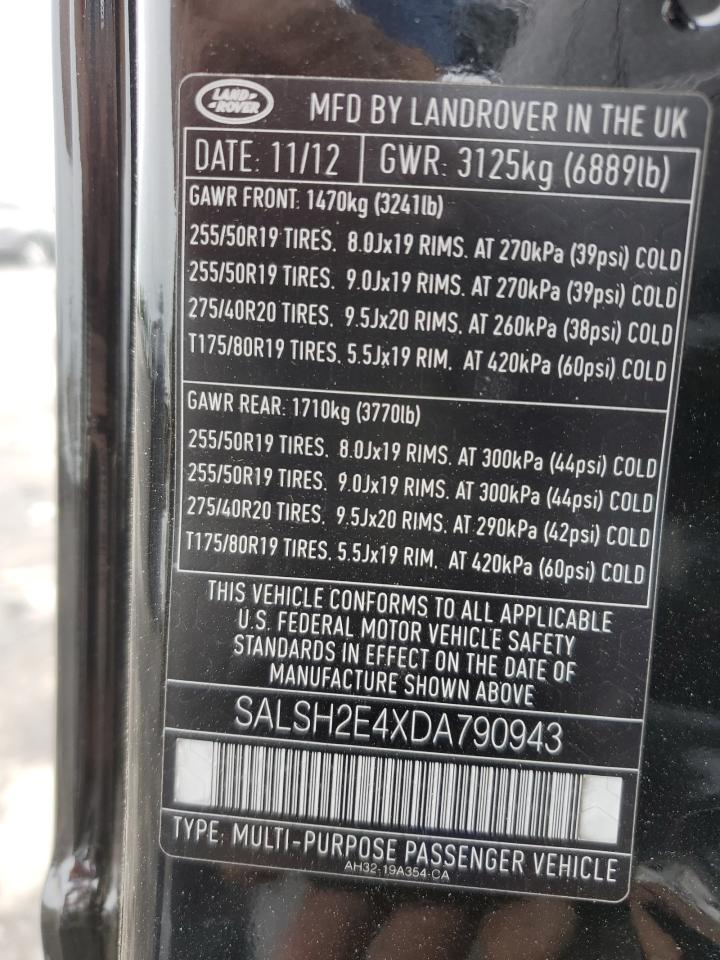 LAND-
-ROVER
MFD BY LANDROVER IN THE UK
DATE: 11/12 GWR: 3125kg (6889lb)
GAWR FRONT: 1470kg (3241lb)
255/50R19 TIRES. 8.0Jx19 RIMS. AT 270kPa (39psi) COLD
255/50R19 TIRES. 9.0Jx19 RIMS. AT 270kPa (39psi) COLD
275/40R20 TIRES. 9.5Jx20 RIMS. AT 260kPa (38psi) COLD
T175/80R19 TIRES. 5.5Jx19 RIM. AT 420kPa (60psi) COLD
GAWR REAR: 1710kg (3770lb)
255/50R19 TIRES. 8.0Jx19 RIMS. AT 300kPa (44psi) COLD
255/50R19 TIRES. 9.0Jx19 RIMS. AT 300kPa (44psi) COLD
275/40R20 TIRES. 9.5Jx20 RIMS. AT 290kPa (42psi) COLD
T175/80R19 TIRES. 5.5Jx19 RIM. AT 420kPa (60psi) COLD
THIS VEHICLE CONFORMS TO ALL APPLICABLE
U.S. FEDERAL MOTOR VEHICLE SAFETY
STANDARDS IN EFFECT ON THE DATE OF
MANUFACTURE SHOWN ABOVE
SALSH2E4XDA790943
TYPE: MULTI-PURPOSE PASSENGER VEHICLE
AH32-19A354-CA